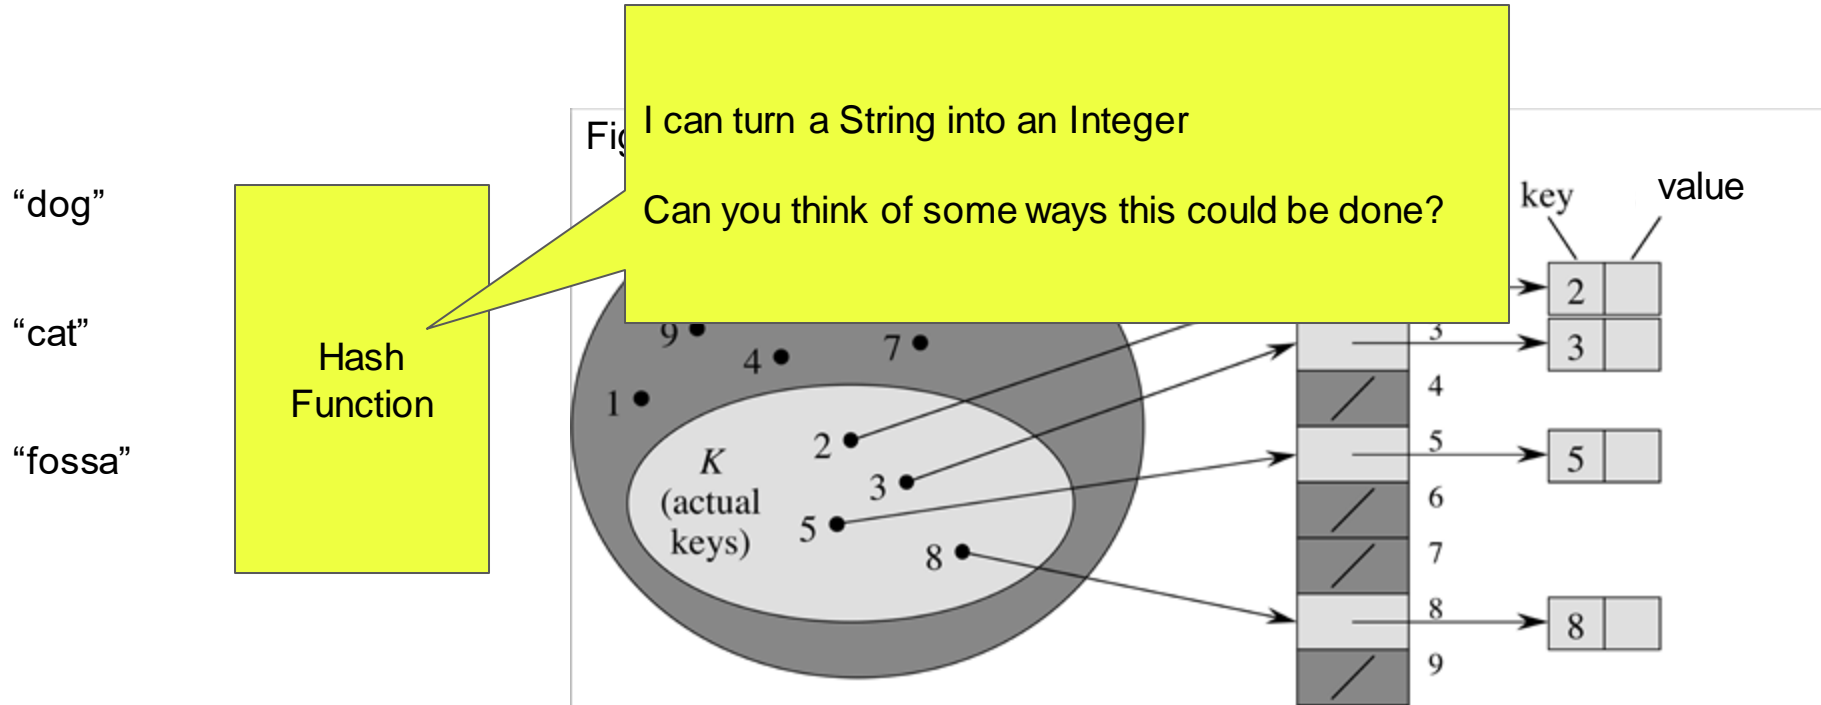 I can turn a String into an Integer
Can you think of some ways this could be done?
“dog”
“cat”
“fossa”
Hash
Function
key
value
9
4
7
1
2
3
5
8
K
(actual
keys)
3
4
5
6
7
8
9
2
3
5
8